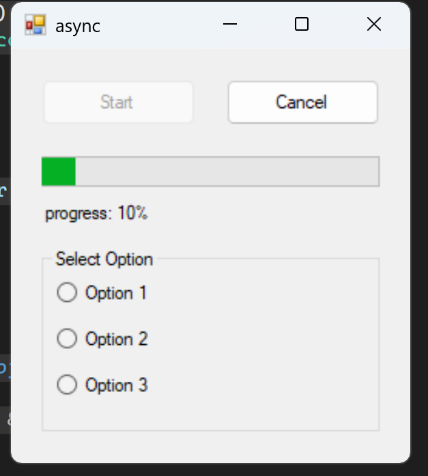 async
Start
Cancel
progress: 10%
Select Option
Option 1
Option 2
Option 3